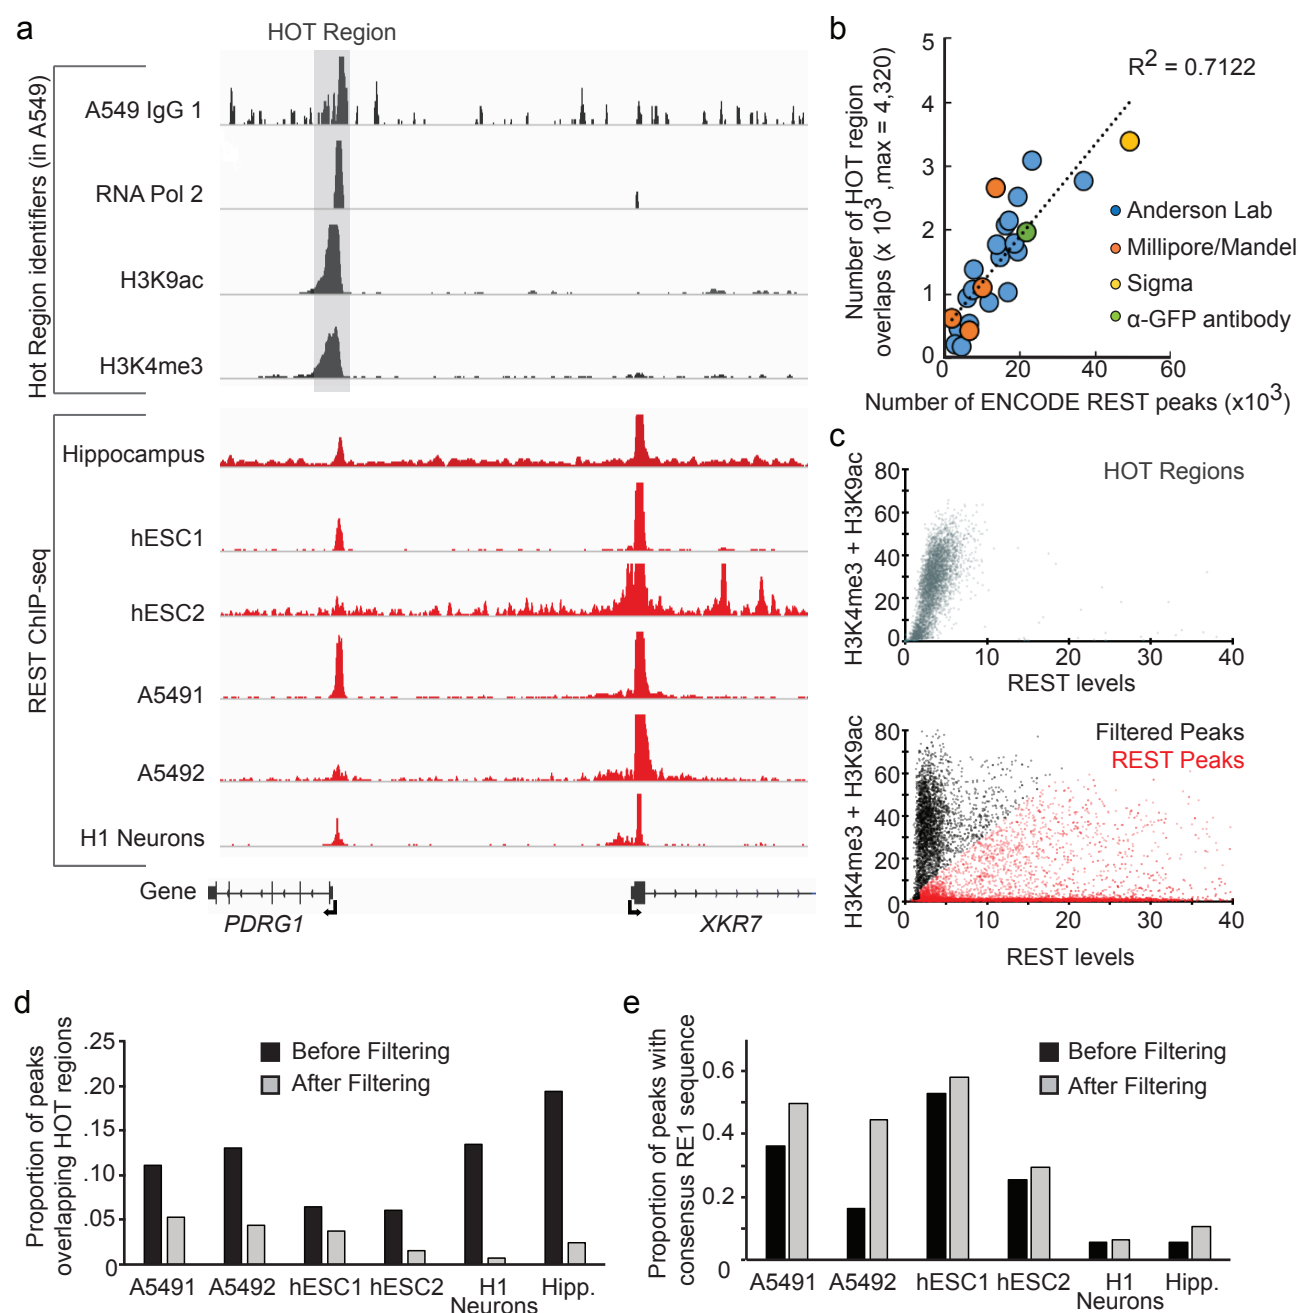 a
HOT Region
Hot Region identifiers (in A549)
A549 IgG 1
RNA Pol 2
H3K9ac
H3K4me3
REST ChIP-seq
Hippocampus
hESC1
hESC2
A5491
A5492
H1 Neurons
Gene
PDRG1
XKR7
b
Number of HOT region
overlaps (x 10^3 ,max = 4,320)
5
4
3
2
1
0
R^2 = 0.7122
Anderson Lab
Millipore/Mandel
Sigma
α-GFP antibody
0 20 40 60
Number of ENCODE REST peaks (x10^3)
c
H3K4me3 + H3K9ac
80
60
40
20
0
HOT Regions
0 10 20 30 40
REST levels
H3K4me3 + H3K9ac
80
60
40
20
0
Filtered Peaks
REST Peaks
0 10 20 30 40
REST levels
d
Proportion of peaks
overlapping HOT regions
.25
.20
.15
.10
.05
0
Before Filtering
After Filtering
A5491 A5492 hESC1 hESC2 H1 Hipp.
Neurons
e
Proportion of peaks with
consensus RE1 sequence
0.6
0.4
0.2
0
Before Filtering
After Filtering
A5491 A5492 hESC1 hESC2 H1 Hipp.
Neurons